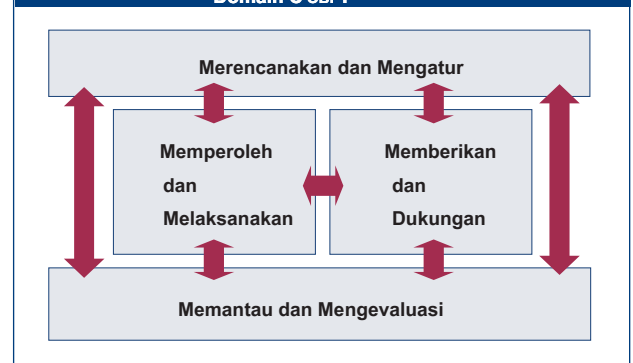 Merencanakan dan Mengatur
Memperoleh
dan
Melaksanakan
Memberikan
dan
Dukungan
Memantau dan Mengevaluasi